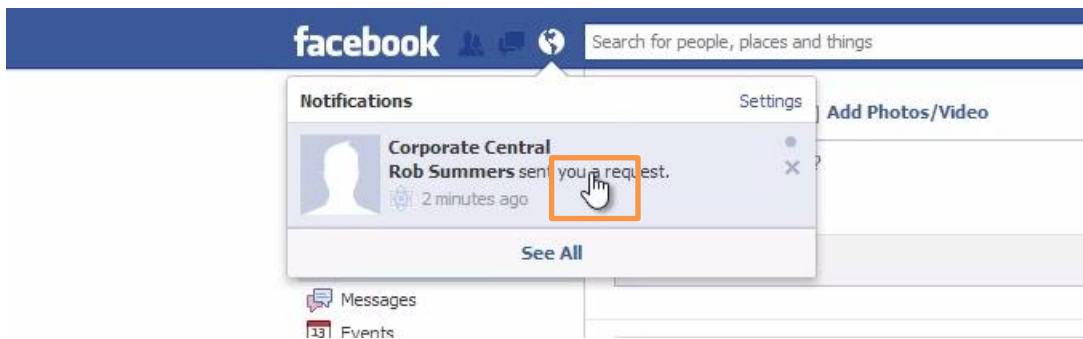 facebook
Search for people, places and things
Notifications
Settings
Add Photos/Video
Corporate Central
Rob Summers sent you a request.
?
2 minutes ago
See All
Messages
13
Events